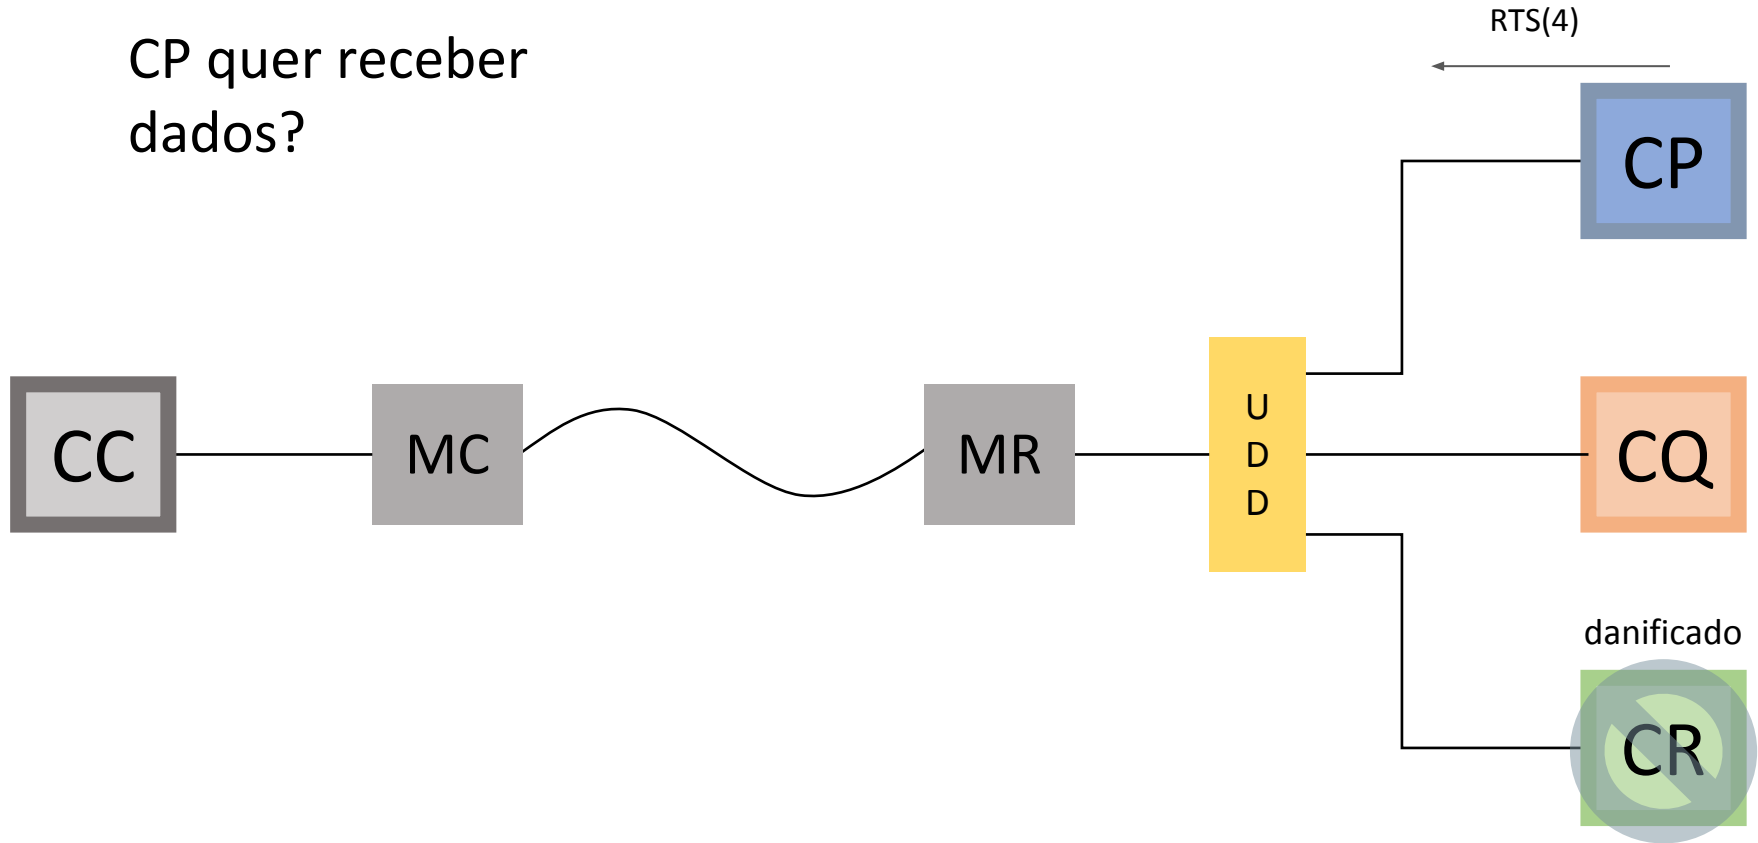 CP quer receber
dados?
RTS(4)
CP
CC
MC
MR
U
D
D
CQ
danificado
CR